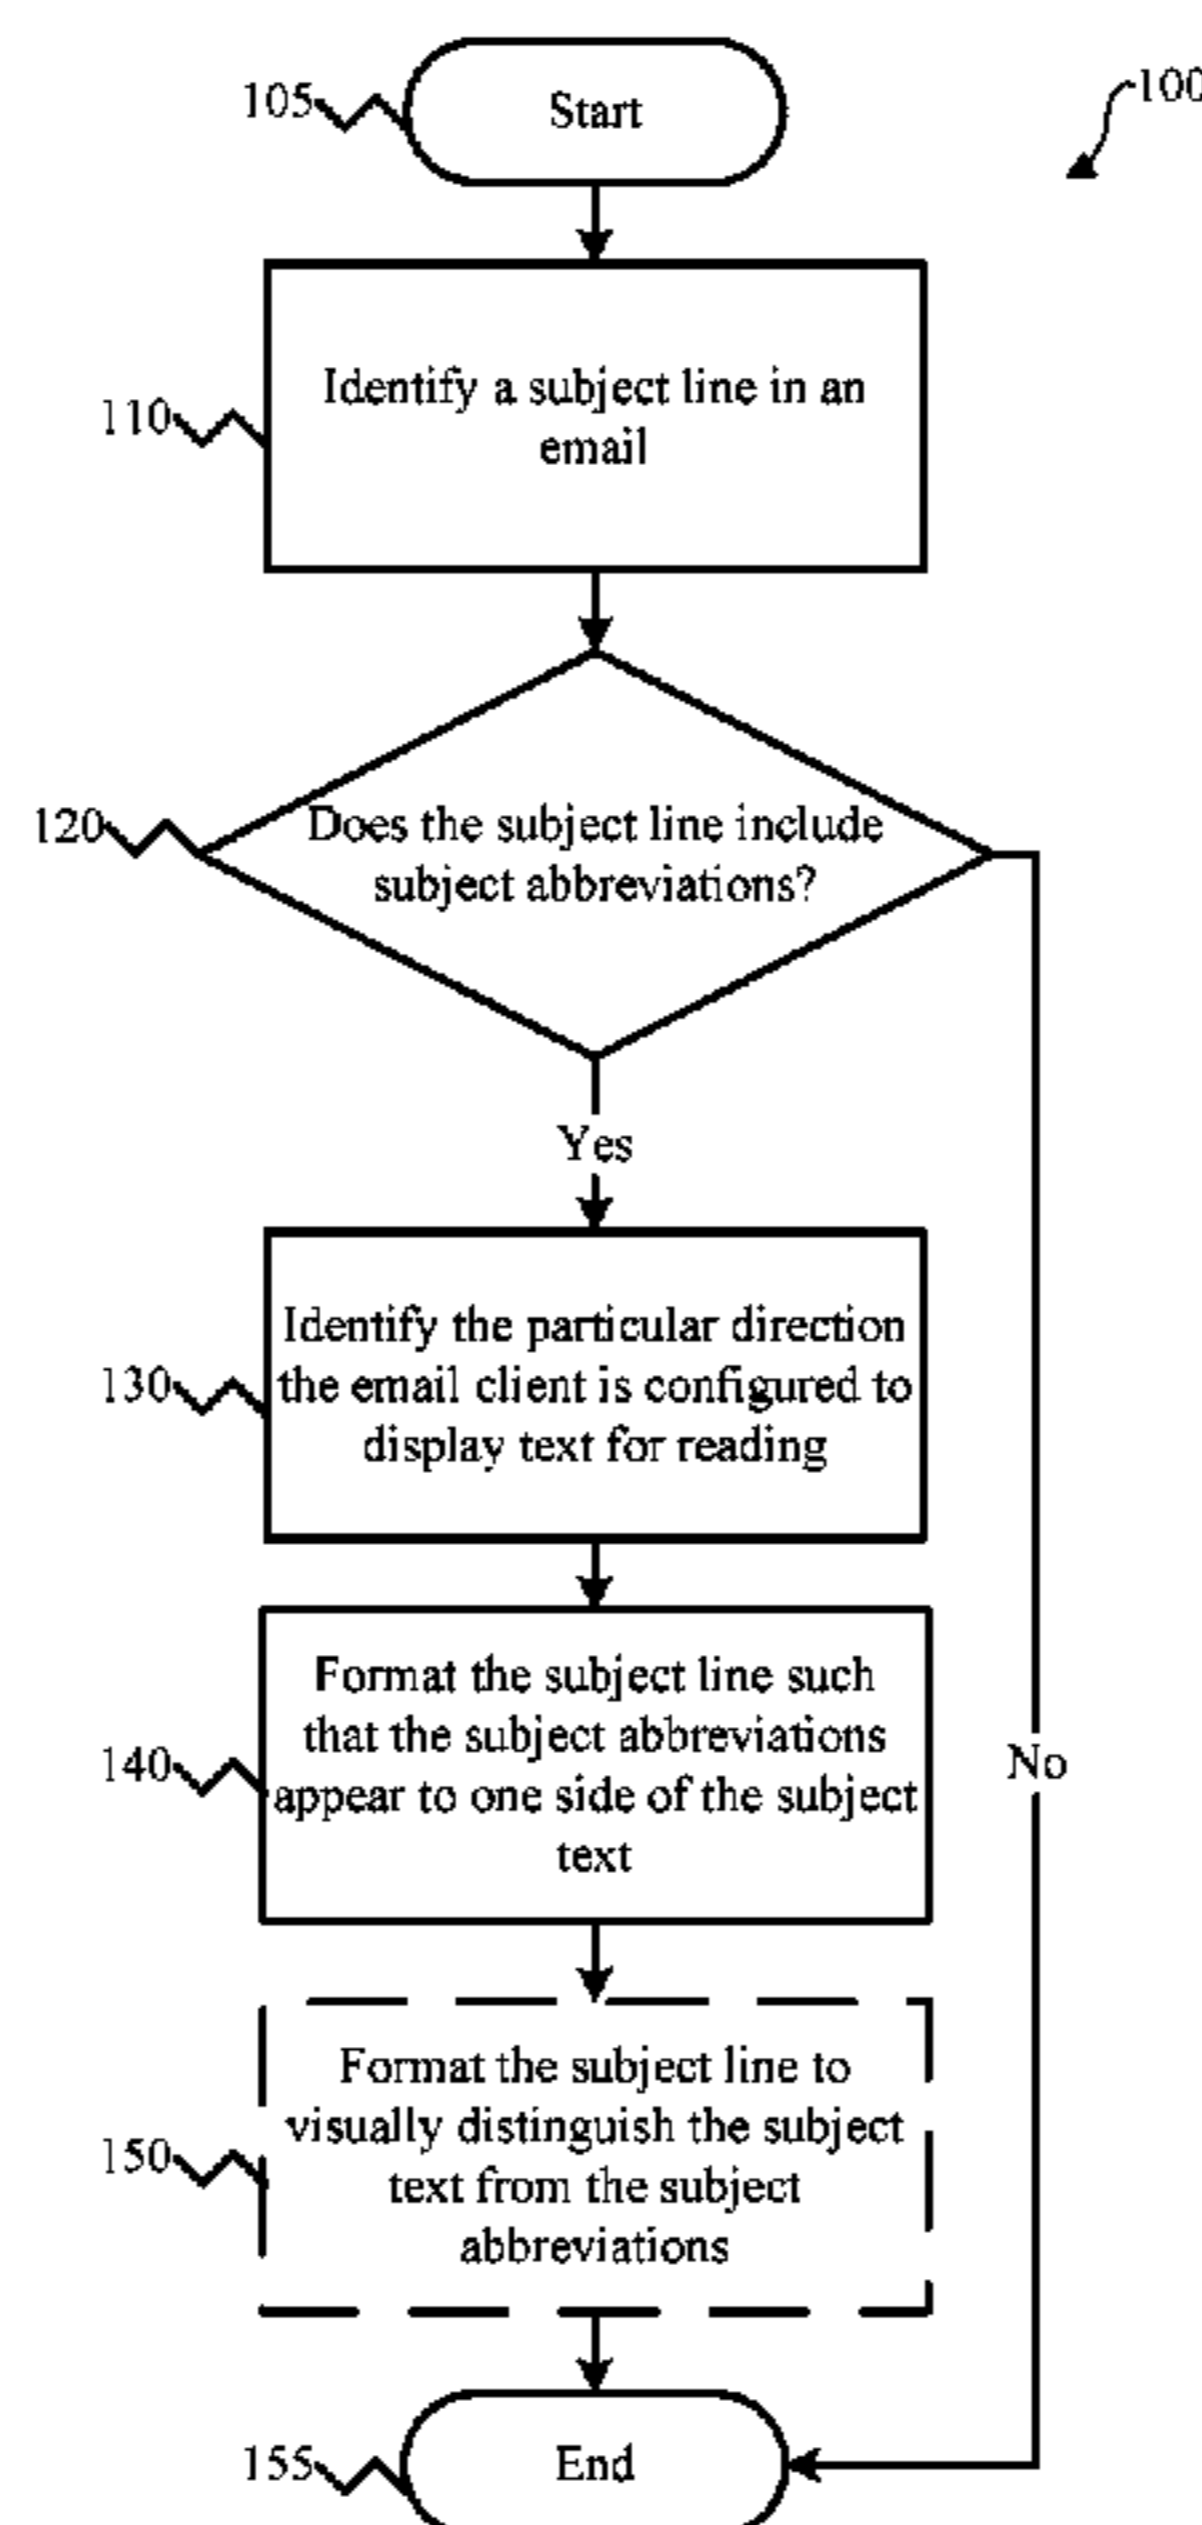 105
Start
100
Identify a subject line in an
email
110
120
Does the subject line include
subject abbreviations?
Yes
Identify the particular direction
the email client is configured to
display text for reading
130
Format the subject line such
that the subject abbreviations
appear to one side of the subject
text
140
No
Format the subject line to
visually distinguish the subject
text from the subject
abbreviations
150
155
End